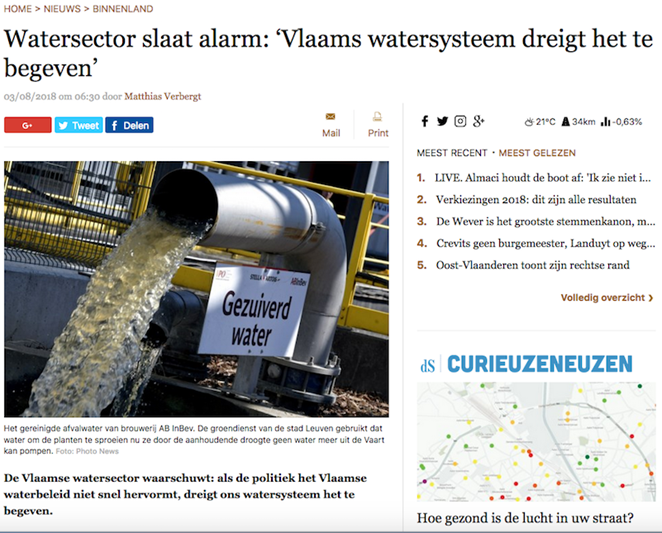 HOME > NIEUWS > BINNENLAND
Watersector slaat alarm: ‘Vlaams watersysteem dreigt het te
begeven’
03/08/2018 om 06:30 door Matthias Verbergt
G+ Tweet Delen
Mail Print
Gezuiverd
water
Het gereinigde afvalwater van brouwerij AB InBev. De groendienst van de stad Leuven gebruikt dat
water om de planten te sproeien nu ze door de aanhoudende droogte geen water meer uit de Vaart
kan pompen. Foto: Photo News
De Vlaamse watersector waarschuwt: als de politiek het Vlaamse
waterbeleid niet snel hervormt, dreigt ons watersysteem het te
begeven.
21°C 34km -0,63%
MEEST RECENT • MEEST GELEZEN
1. LIVE. Almaci houdt de boot af: 'Ik zie niet i...
2. Verkiezingen 2018: dit zijn alle resultaten
3. De Wever is het grootste stemmenkanon, m...
4. Crevits geen burgemeester, Landuyt op weg...
5. Oost-Vlaanderen toont zijn rechtse rand
Volledig overzicht >
dS CURIEUZENEUZEN
Hoe gezond is de lucht in uw straat?